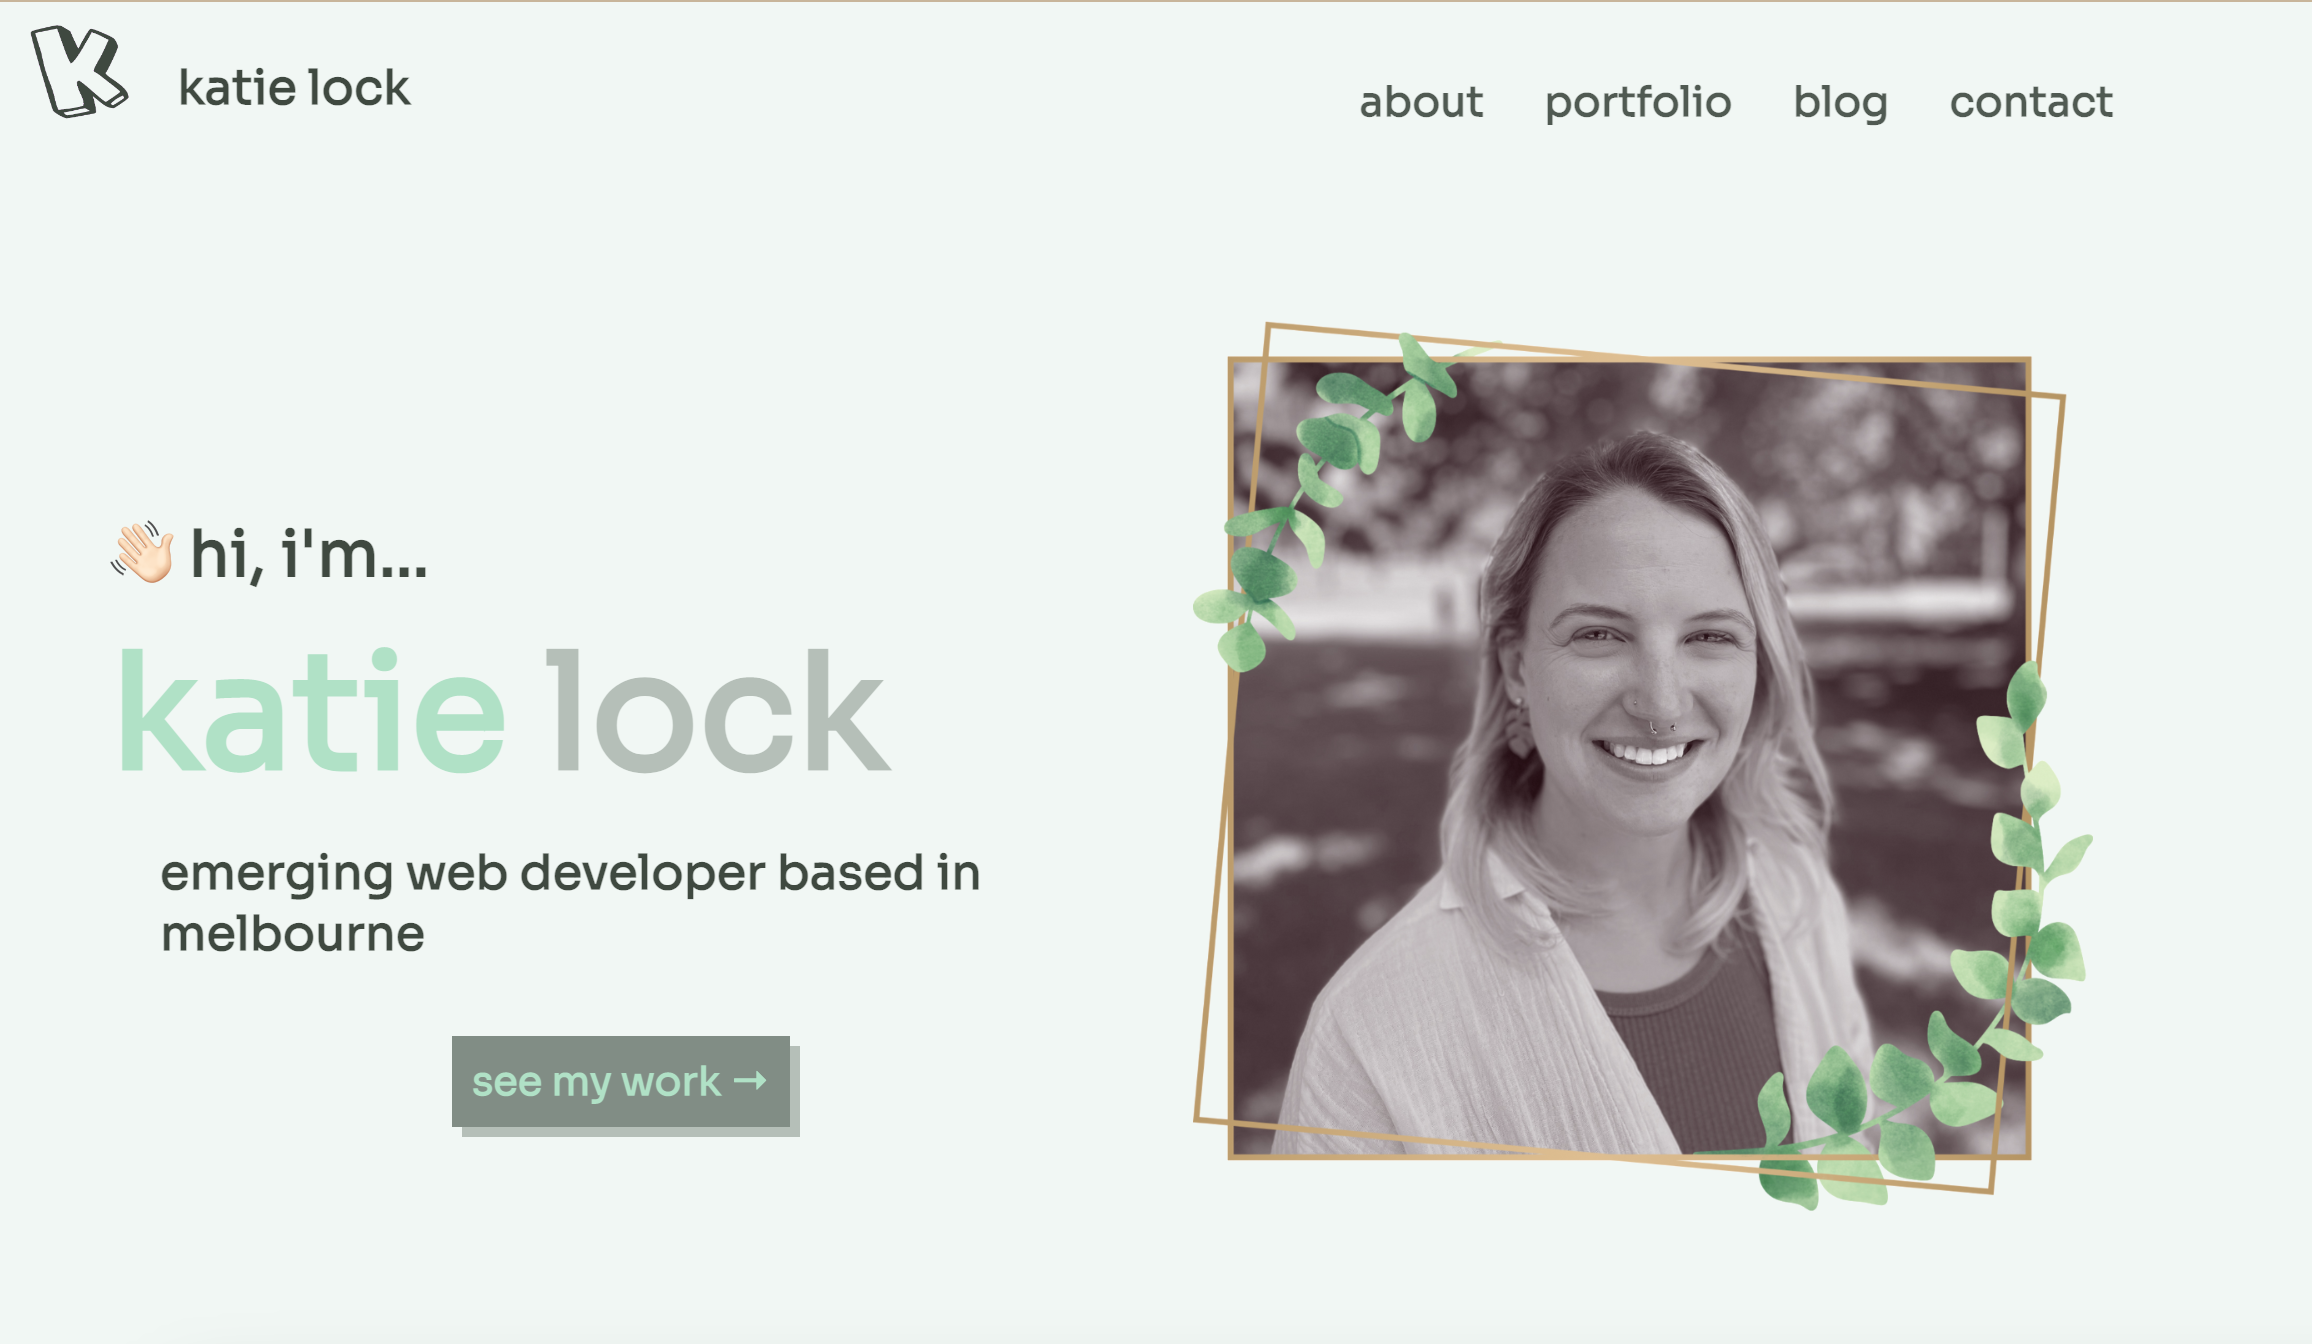 K
katie lock
about portfolio blog contact
👋🏻 hi, i'm...
katie lock
emerging web developer based in
melbourne
see my work →